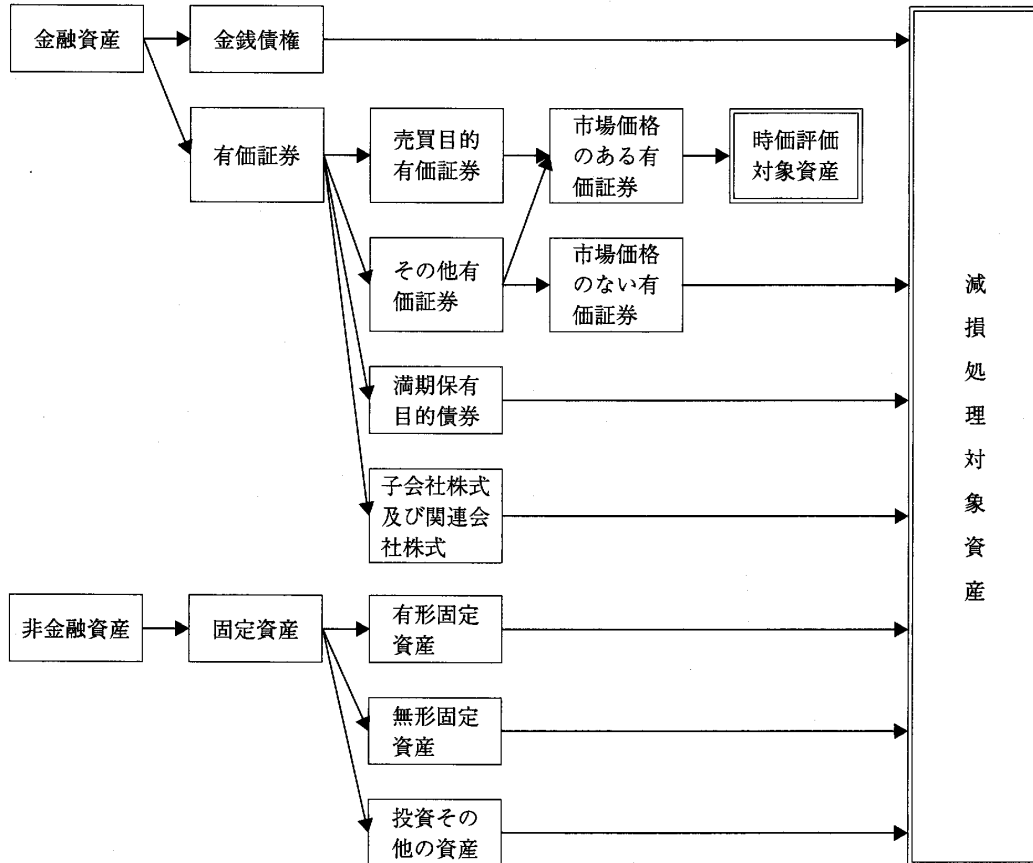 金融資産
金銭債権
有価証券
売買目的
有価証券
市場価格
のある有
価証券
時価評価
対象資産
その他有
価証券
市場価格
のない有
価証券
満期保有
目的債券
子会社株式
及び関連会
社株式
減損処理対象資産
非金融資産
固定資産
有形固定
資産
無形固定
資産
投資その
他の資産